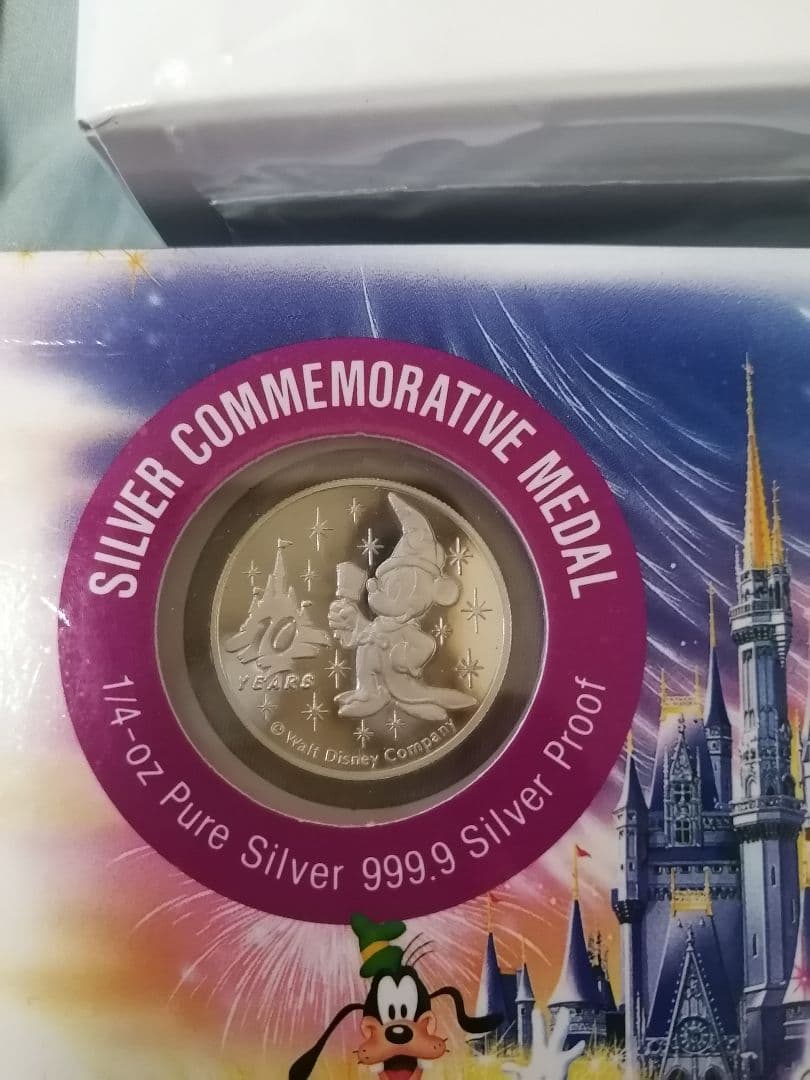 SILVER COMMEMORATIVE MEDAL
10
YEARS
© Walt Disney Company
1/4-oz Pure Silver 999.9 Silver Proof